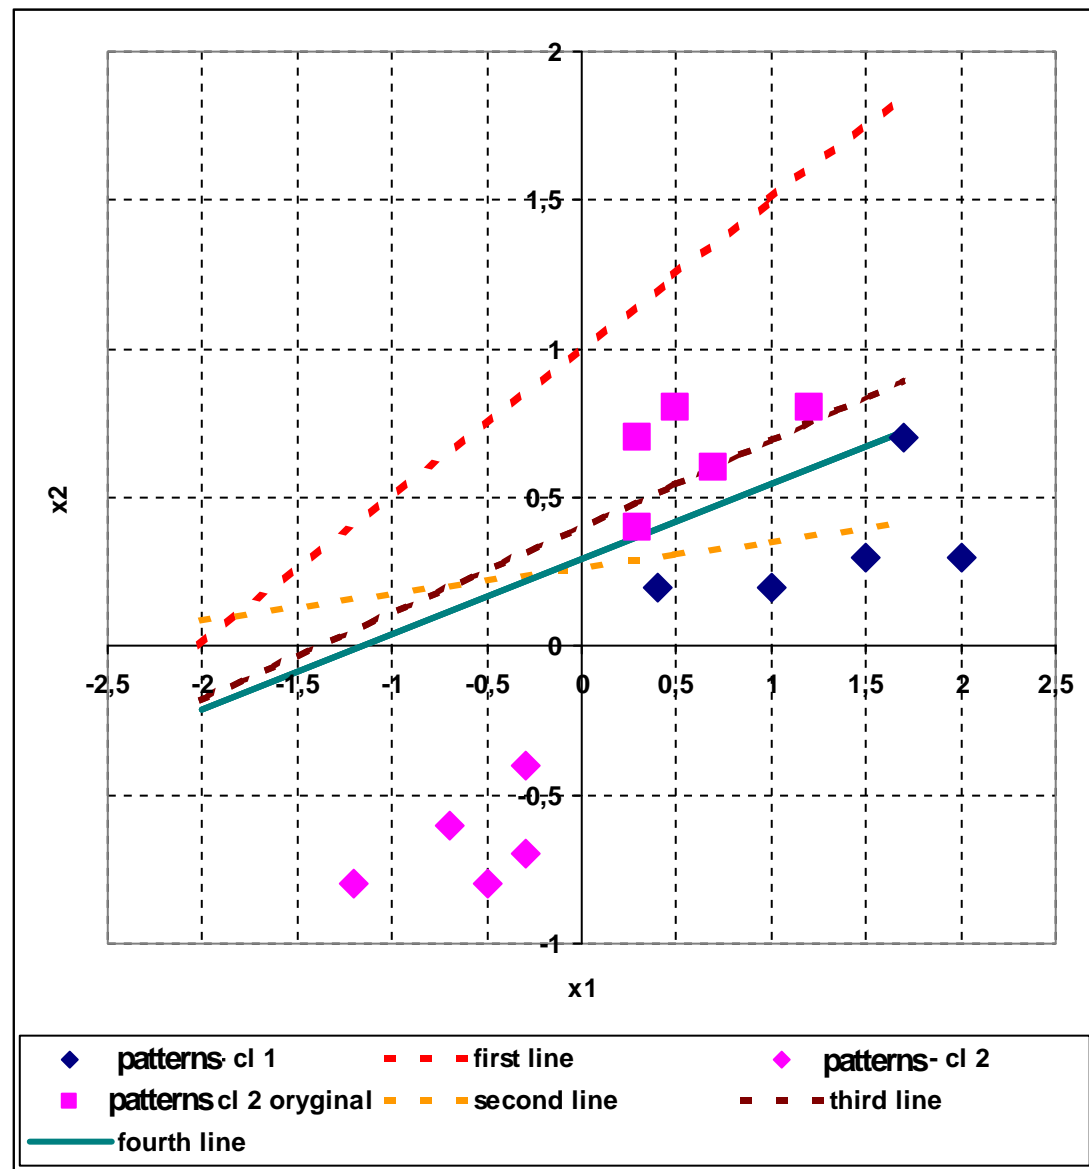 2
1,5
1
x2
0,5
0
-2,5 -2 -1,5 -1 -0,5 0 0,5 1 1,5 2 2,5
-0,5
-1
x1
patterns- cl 1 first line patterns- cl 2
patterns cl 2 oryginal second line third line
fourth line